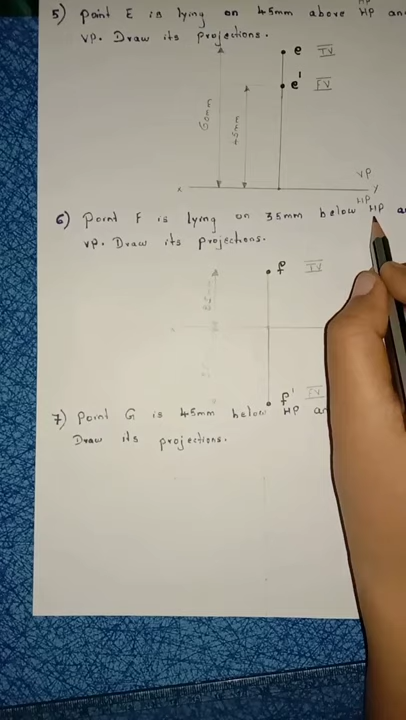 5) Point E is lying on 45mm above HP an
VP. Draw its projections.
e TV
e' FV
60mm
45mm
VP
x y
HP
6) Point F is lying on 35mm below HP a
VP. Draw its projections.
f TV
f' FV
7) Point G is 45mm below HP an
Draw its projections.